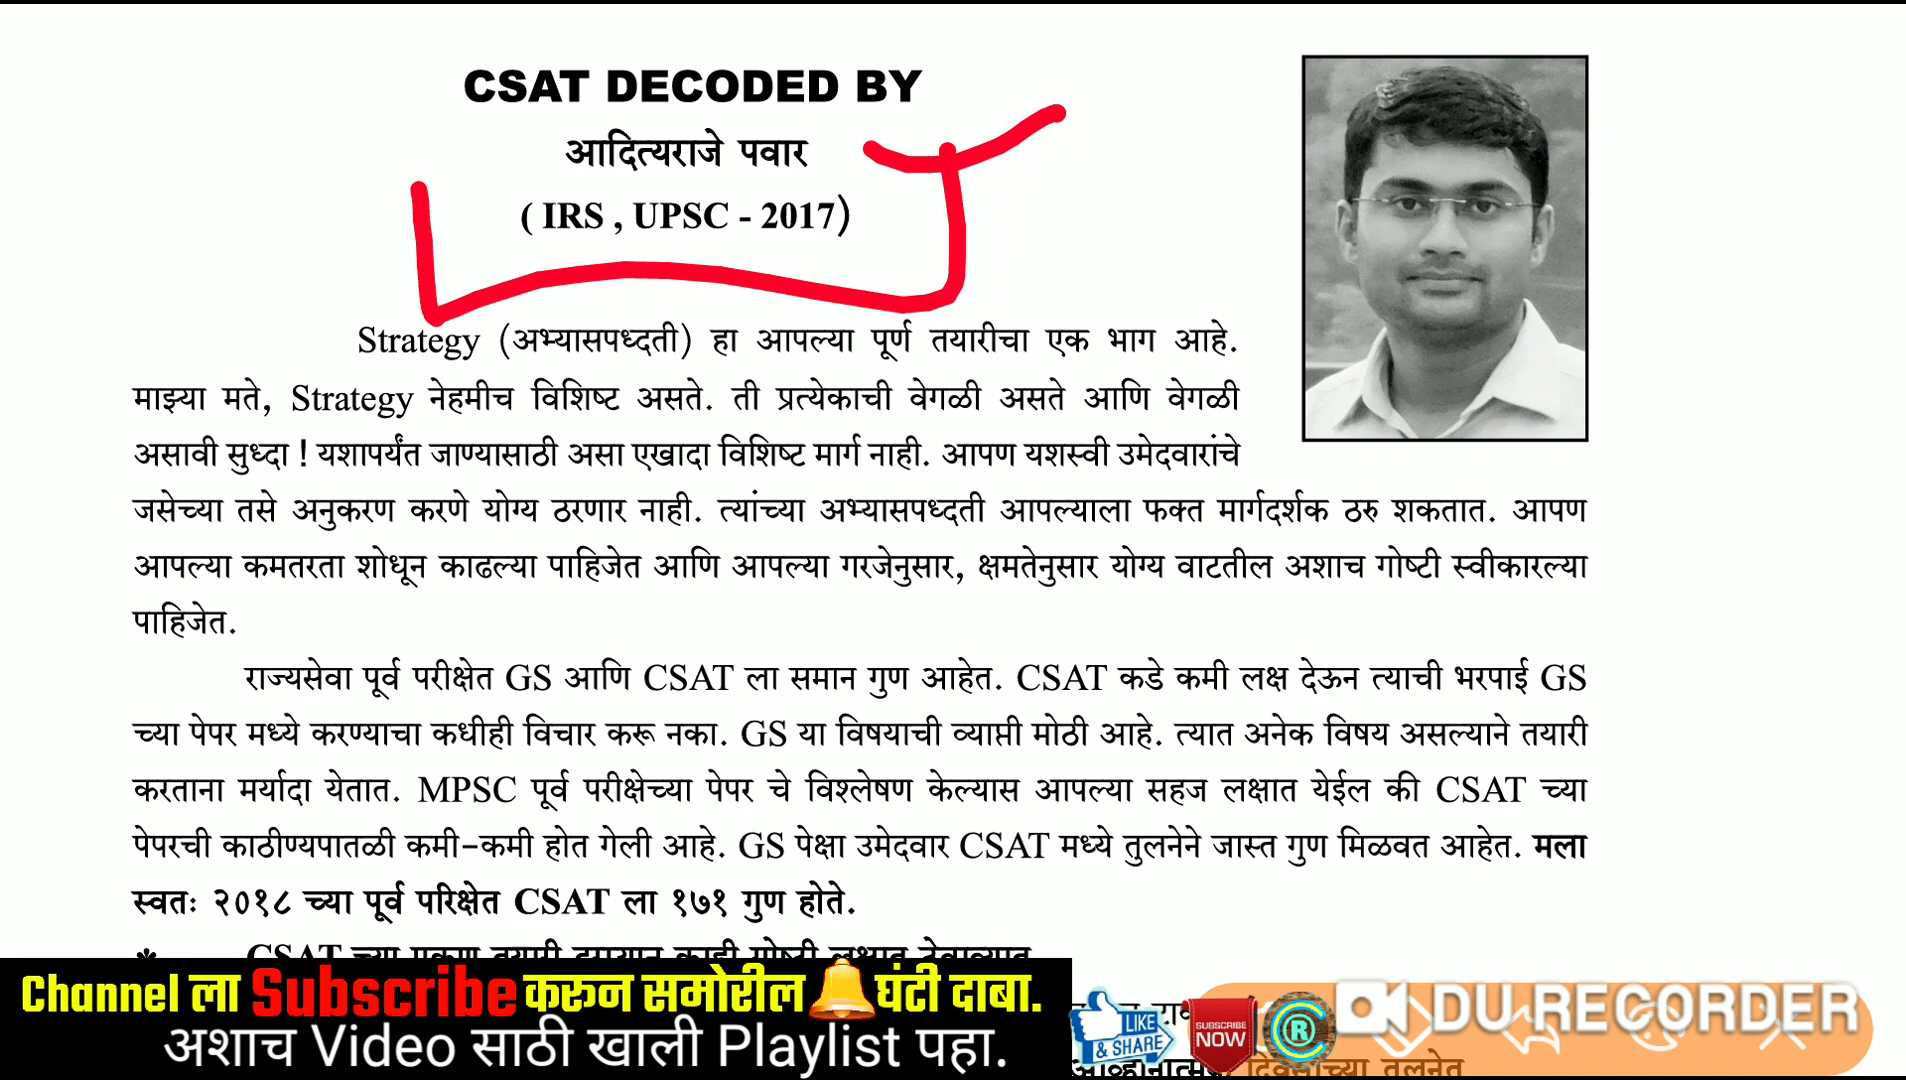 CSAT DECODED BY
आदित्यराजे पवार
( IRS , UPSC - 2017)
Strategy (अभ्यासपध्दती) हा आपल्या पूर्ण तयारीचा एक भाग आहे.
माझ्या मते, Strategy नेहमीच विशिष्ट असते. ती प्रत्येकाची वेगळी असते आणि वेगळी
असावी सुध्दा ! यशापर्यंत जाण्यासाठी असा एखादा विशिष्ट मार्ग नाही. आपण यशस्वी उमेदवारांचे
जसेच्या तसे अनुकरण करणे योग्य ठरणार नाही. त्यांच्या अभ्यासपध्दती आपल्याला फक्त मार्गदर्शक ठरु शकतात. आपण
आपल्या कमतरता शोधून काढल्या पाहिजेत आणि आपल्या गरजेनुसार, क्षमतेनुसार योग्य वाटतील अशाच गोष्टी स्वीकारल्या
पाहिजेत.
राज्यसेवा पूर्व परीक्षेत GS आणि CSAT ला समान गुण आहेत. CSAT कडे कमी लक्ष देऊन त्याची भरपाई GS
च्या पेपर मध्ये करण्याचा कधीही विचार करू नका. GS या विषयाची व्याप्ती मोठी आहे. त्यात अनेक विषय असल्याने तयारी
करताना मर्यादा येतात. MPSC पूर्व परीक्षेच्या पेपर चे विश्लेषण केल्यास आपल्या सहज लक्षात येईल की CSAT च्या
पेपरची काठीण्यपातळी कमी-कमी होत गेली आहे. GS पेक्षा उमेदवार CSAT मध्ये तुलनेने जास्त गुण मिळवत आहेत. मला
स्वतः २०१८ च्या पूर्व परिक्षेत CSAT ला १७१ गुण होते.
* CSAT च्या एकूण तयारी दरम्यान काही गोष्टी लक्षात ठेवाव्यात
Channel ला Subscribe करून समोरील घंटी दाबा.
अशाच Video साठी खाली Playlist पहा.
LIKE & SHARE
SUBSCRIBE NOW
C R
DU RECORDER
दिवसांच्या तुलनेत